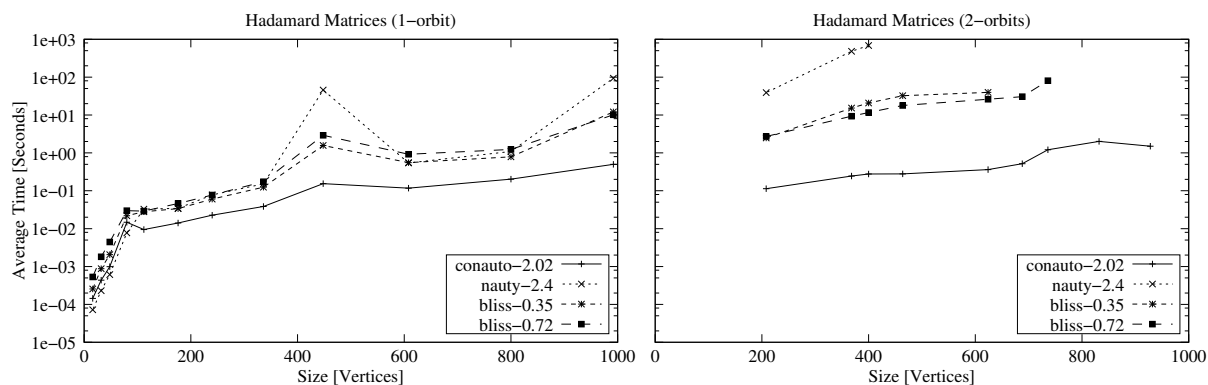 Hadamard Matrices (1−orbit)
1e+03
1e+02
1e+01
1e+00
1e−01
1e−02
1e−03
1e−04
1e−05
Average Time [Seconds]
0 200 400 600 800 1000
Size [Vertices]
conauto−2.02
nauty−2.4
bliss−0.35
bliss−0.72
Hadamard Matrices (2−orbits)
0 200 400 600 800 1000
Size [Vertices]
conauto−2.02
nauty−2.4
bliss−0.35
bliss−0.72